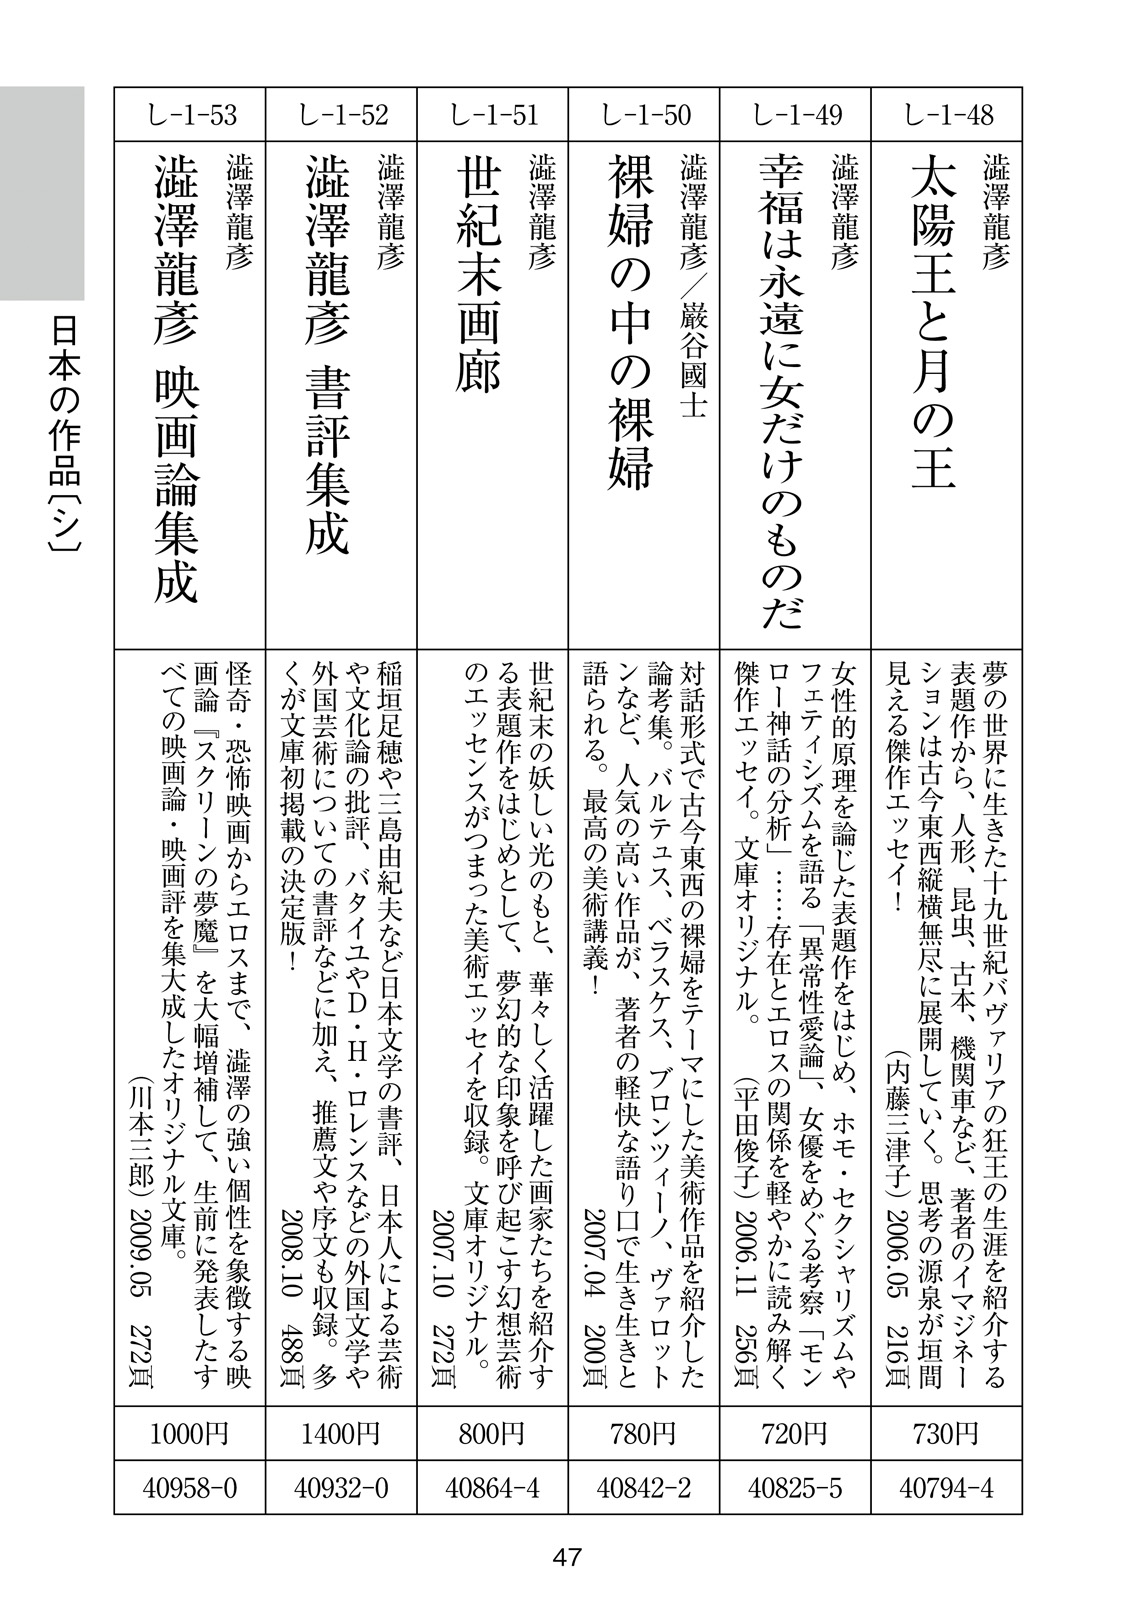 し-1-48
澁澤龍彥
太陽王と月の王
夢の世界に生きた十九世紀バヴァリアの狂王の生涯を紹介する
表題作から、人形、昆虫、古本、機関車など、著者のイマジネー
ションは古今東西縦横無尽に展開していく。思考の源泉が垣間
見える傑作エッセイ！
（内藤三津子）2006.05 216頁
730円
40794-4
し-1-49
澁澤龍彥
幸福は永遠に女だけのものだ
女性的原理を論じた表題作をはじめ、ホモ・セクシャリズムや
フェティシズムを語る「異常性愛論」、女優をめぐる考察「モン
ロー神話の分析」……存在とエロスの関係を軽やかに読み解く
傑作エッセイ。文庫オリジナル。
（平田俊子）2006.11 256頁
720円
40825-5
し-1-50
澁澤龍彥／巖谷國士
裸婦の中の裸婦
対話形式で古今東西の裸婦をテーマにした美術作品を紹介した
論考集。バルテュス、ベラスケス、ブロンツィーノ、ヴァロット
ンなど、人気の高い作品が、著者の軽快な語り口で生き生きと
語られる。最高の美術講義！
2007.04 200頁
780円
40842-2
し-1-51
澁澤龍彥
世紀末画廊
世紀末の妖しい光のもと、華々しく活躍した画家たちを紹介す
る表題作をはじめとして、夢幻的な印象を呼び起こす幻想芸術
のエッセンスがつまった美術エッセイを収録。文庫オリジナル。
2007.10 272頁
800円
40864-4
し-1-52
澁澤龍彥
澁澤龍彥 書評集成
稲垣足穂や三島由紀夫など日本文学の書評、日本人による芸術
や文化論の批評、バタイユやD・H・ロレンスなどの外国文学や
外国芸術についての書評などに加え、推薦文や序文も収録。多
くが文庫初掲載の決定版！
2008.10 488頁
1400円
40932-0
し-1-53
澁澤龍彥
澁澤龍彥 映画論集成
怪奇・恐怖映画からエロスまで、澁澤の強い個性を象徴する映
画論『スクリーンの夢魔』を大幅増補して、生前に発表したす
べての映画論・映画評を集大成したオリジナル文庫。
（川本三郎）2009.05 272頁
1000円
40958-0
日本の作品〔シ〕
47